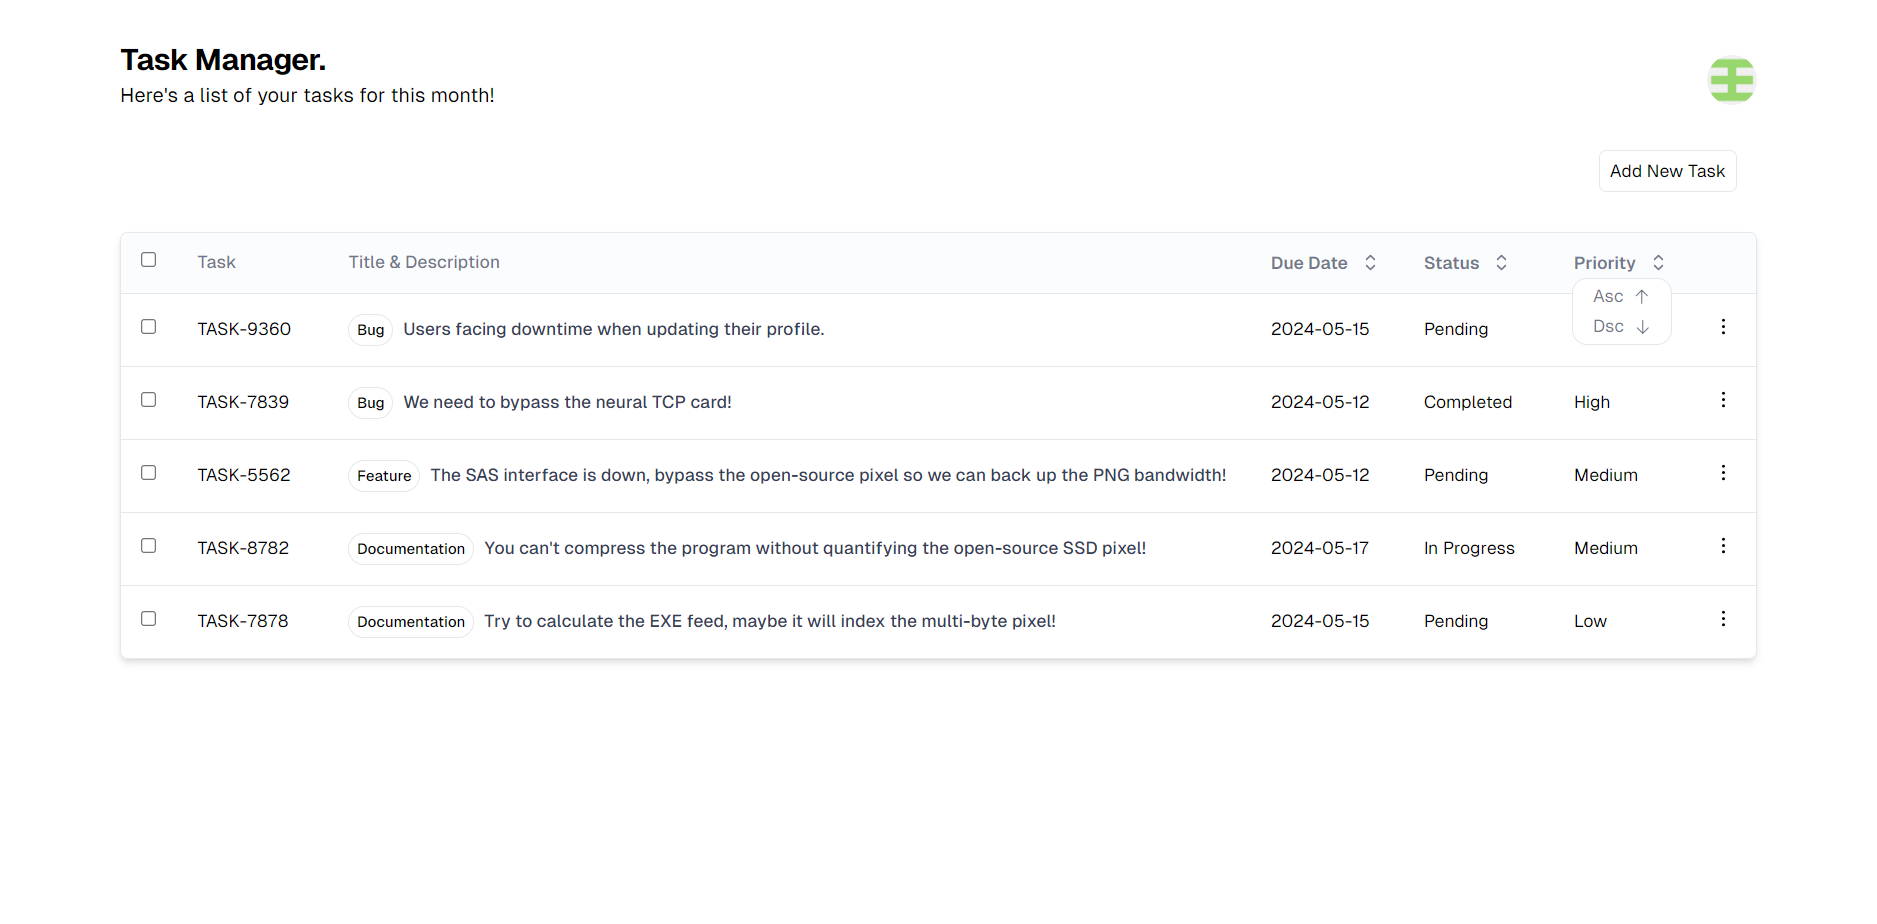 Task Manager.
Here's a list of your tasks for this month!
Add New Task
Task Title & Description Due Date Status Priority
Asc
Dsc
TASK-9360 Bug Users facing downtime when updating their profile. 2024-05-15 Pending
TASK-7839 Bug We need to bypass the neural TCP card! 2024-05-12 Completed High
TASK-5562 Feature The SAS interface is down, bypass the open-source pixel so we can back up the PNG bandwidth! 2024-05-12 Pending Medium
TASK-8782 Documentation You can't compress the program without quantifying the open-source SSD pixel! 2024-05-17 In Progress Medium
TASK-7878 Documentation Try to calculate the EXE feed, maybe it will index the multi-byte pixel! 2024-05-15 Pending Low